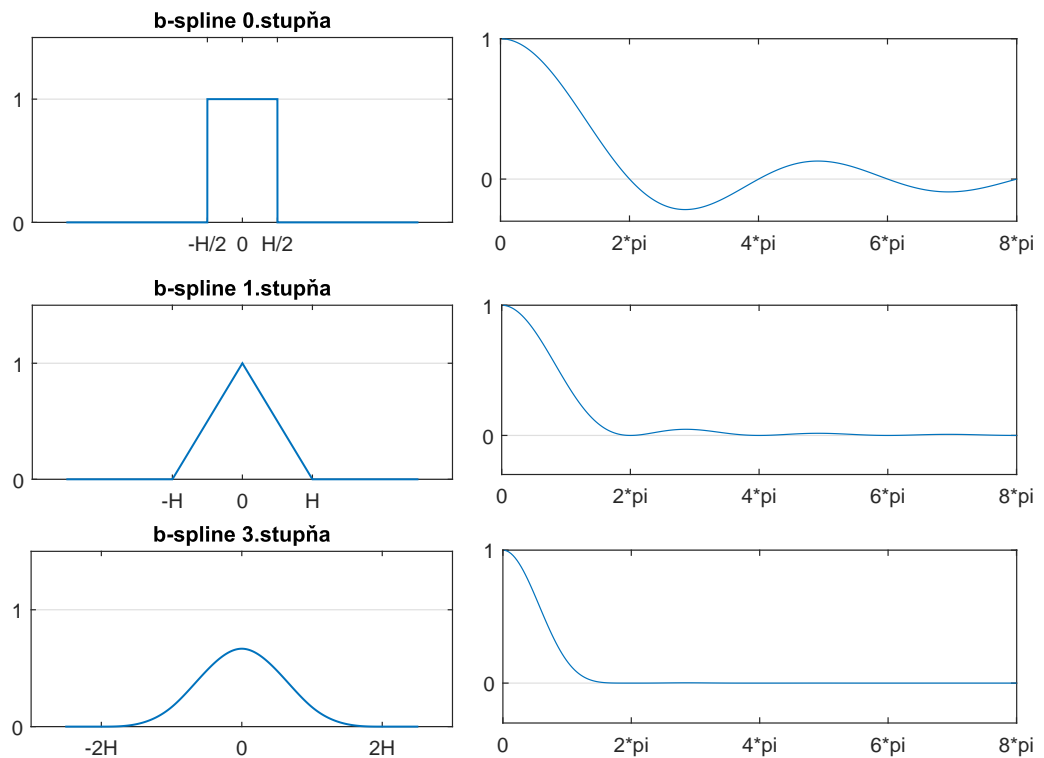 b-spline 0.stupňa
1
0
-H/2 0 H/2
1
0
0 2*pi 4*pi 6*pi 8*pi
b-spline 1.stupňa
1
0
-H 0 H
1
0
0 2*pi 4*pi 6*pi 8*pi
b-spline 3.stupňa
1
0
-2H 0 2H
1
0
0 2*pi 4*pi 6*pi 8*pi